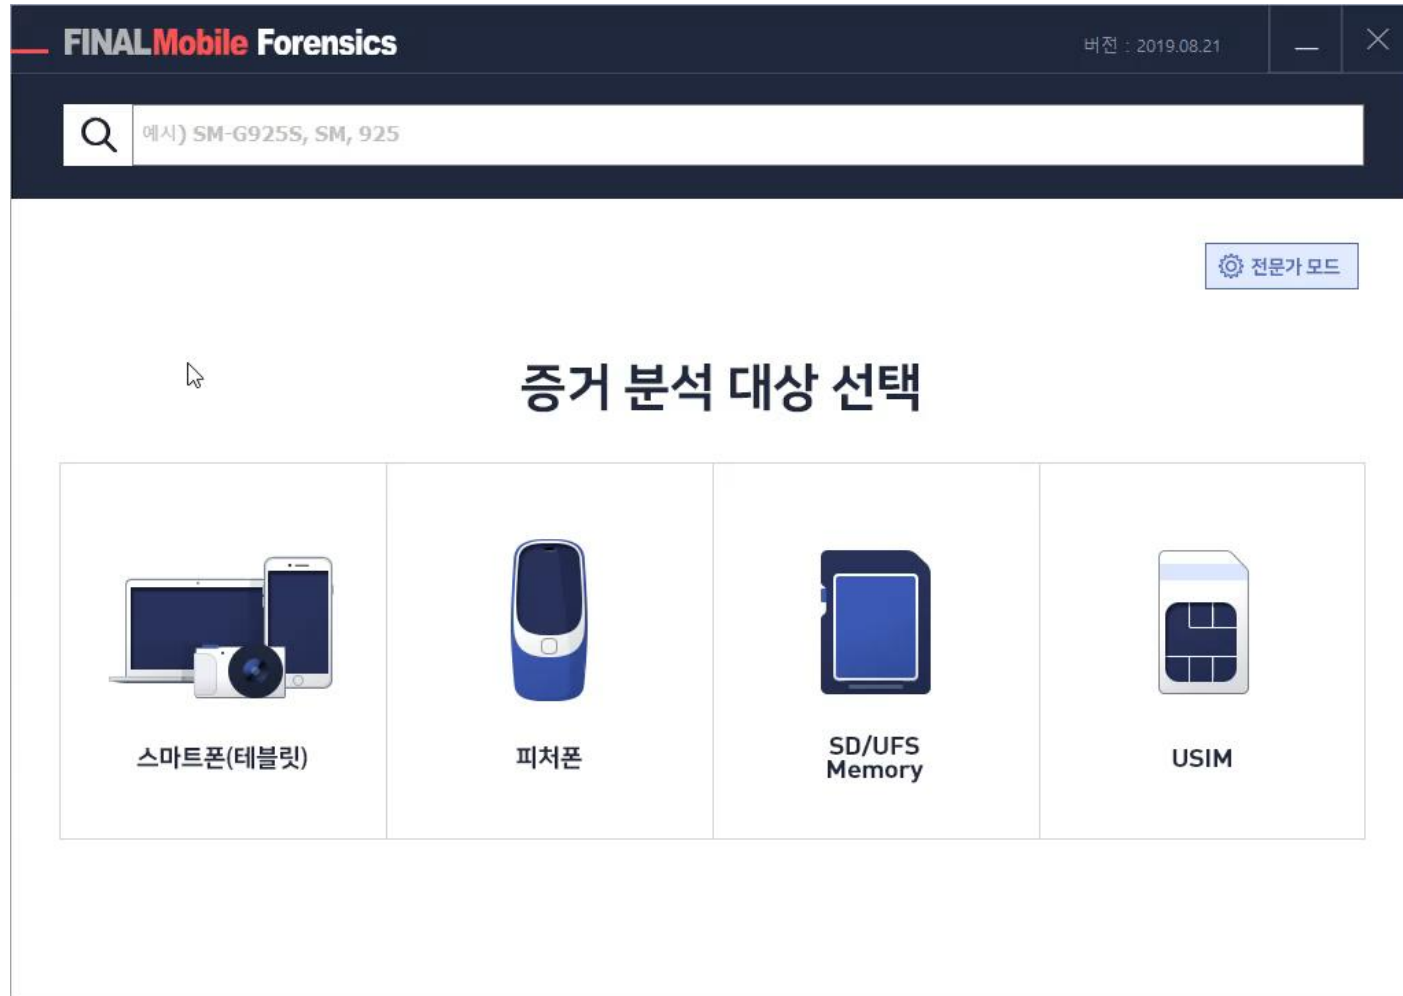 FINALMobile Forensics
버전 : 2019.08.21
예시) SM-G925S, SM, 925
전문가 모드
증거 분석 대상 선택
스마트폰(테블릿)
피처폰
SD/UFS
Memory
USIM